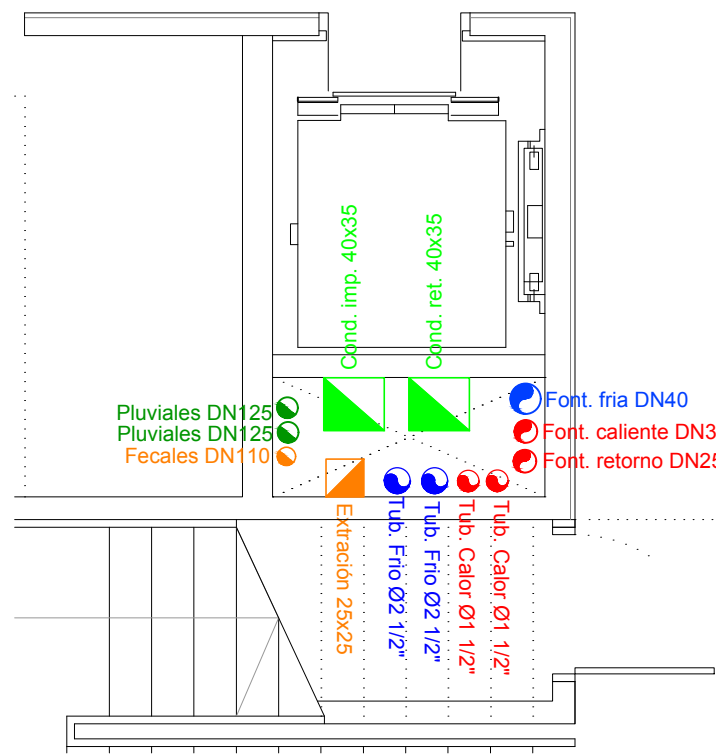 Cond. imp. 40x35
Cond. ret. 40x35
Pluviales DN125
Pluviales DN125
Fecales DN110
Font. fria DN40
Font. caliente DN3
Font. retorno DN25
Extración 25x25
Tub. Frio Ø2 1/2"
Tub. Frio Ø2 1/2"
Tub. Calor Ø1 1/2"
Tub. Calor Ø1 1/2"